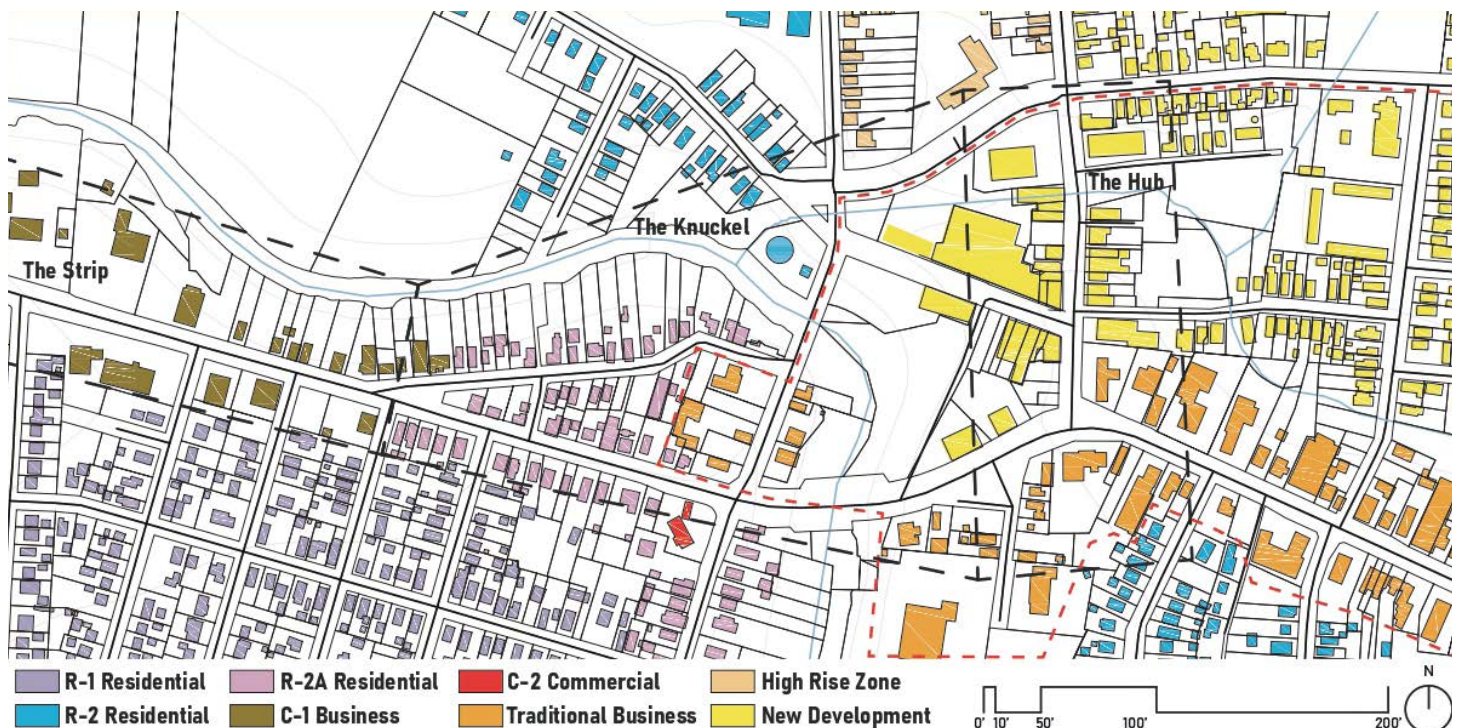 The Hub
The Knuckel
The Strip
R-1 Residential
R-2A Residential
C-2 Commercial
High Rise Zone
R-2 Residential
C-1 Business
Traditional Business
New Development
0' 10' 50' 100' 200'
N